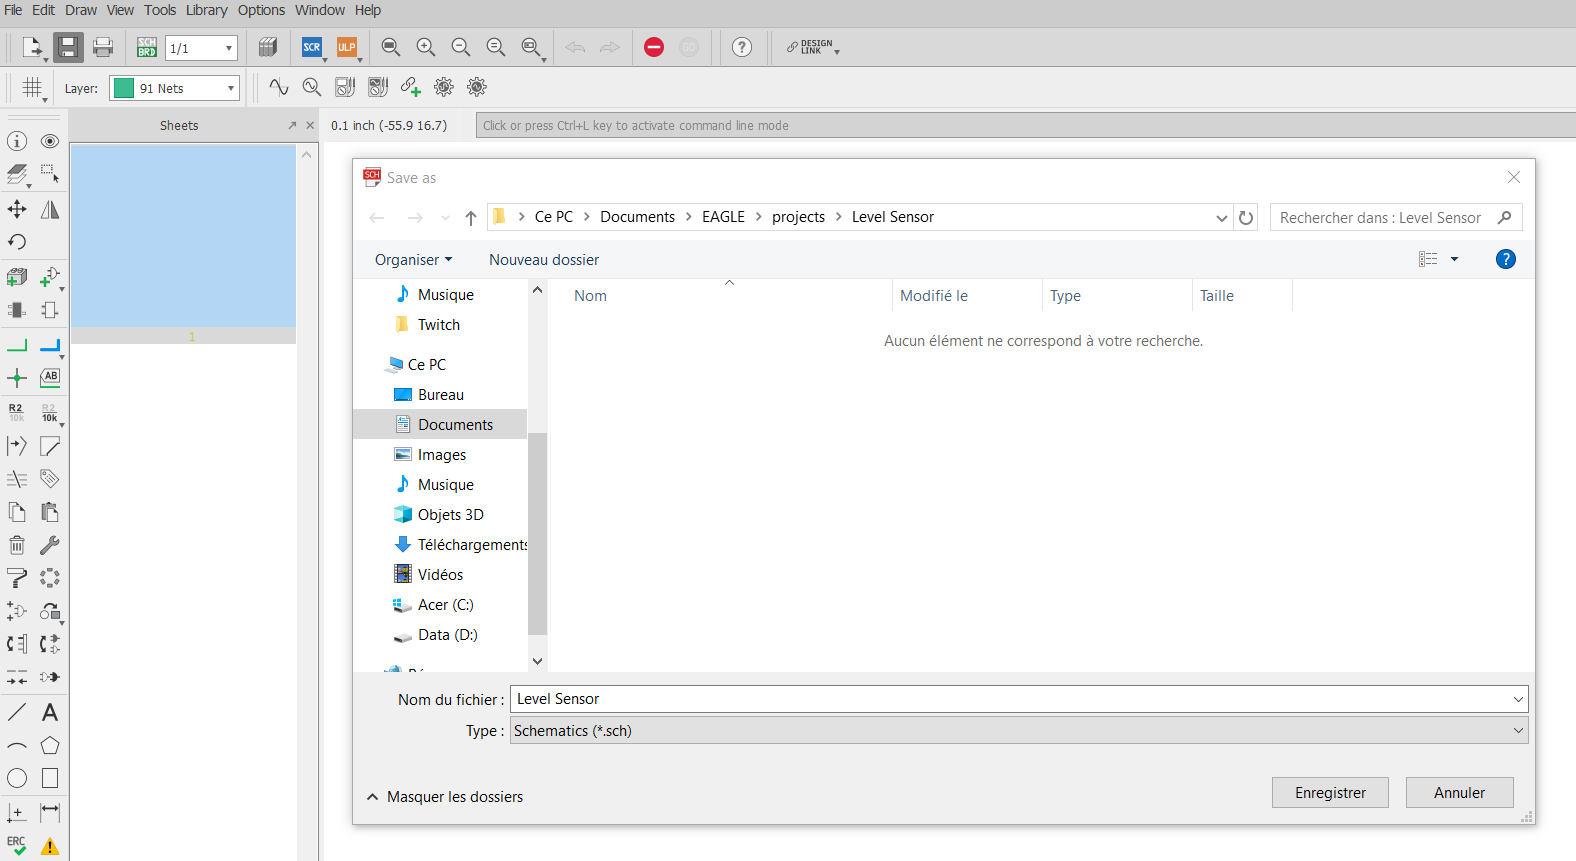 File Edit Draw View Tools Library Options Window Help
SCH BRD 1/1 SCR ULP GO ? DESIGN LINK
Layer: 91 Nets
Sheets
0.1 inch (-55.9 16.7)
Click or press Ctrl+L key to activate command line mode
1
AB
R2 R2
10k 10k
A
ERC
SCH Save as
Ce PC Documents EAGLE projects Level Sensor
Rechercher dans : Level Sensor
Organiser Nouveau dossier ?
Nom Modifié le Type Taille
Aucun élément ne correspond à votre recherche.
Musique
Twitch
Ce PC
Bureau
Documents
Images
Musique
Objets 3D
Téléchargements
Vidéos
Acer (C:)
Data (D:)
Nom du fichier : Level Sensor
Type : Schematics (*.sch)
Masquer les dossiers
Enregistrer Annuler